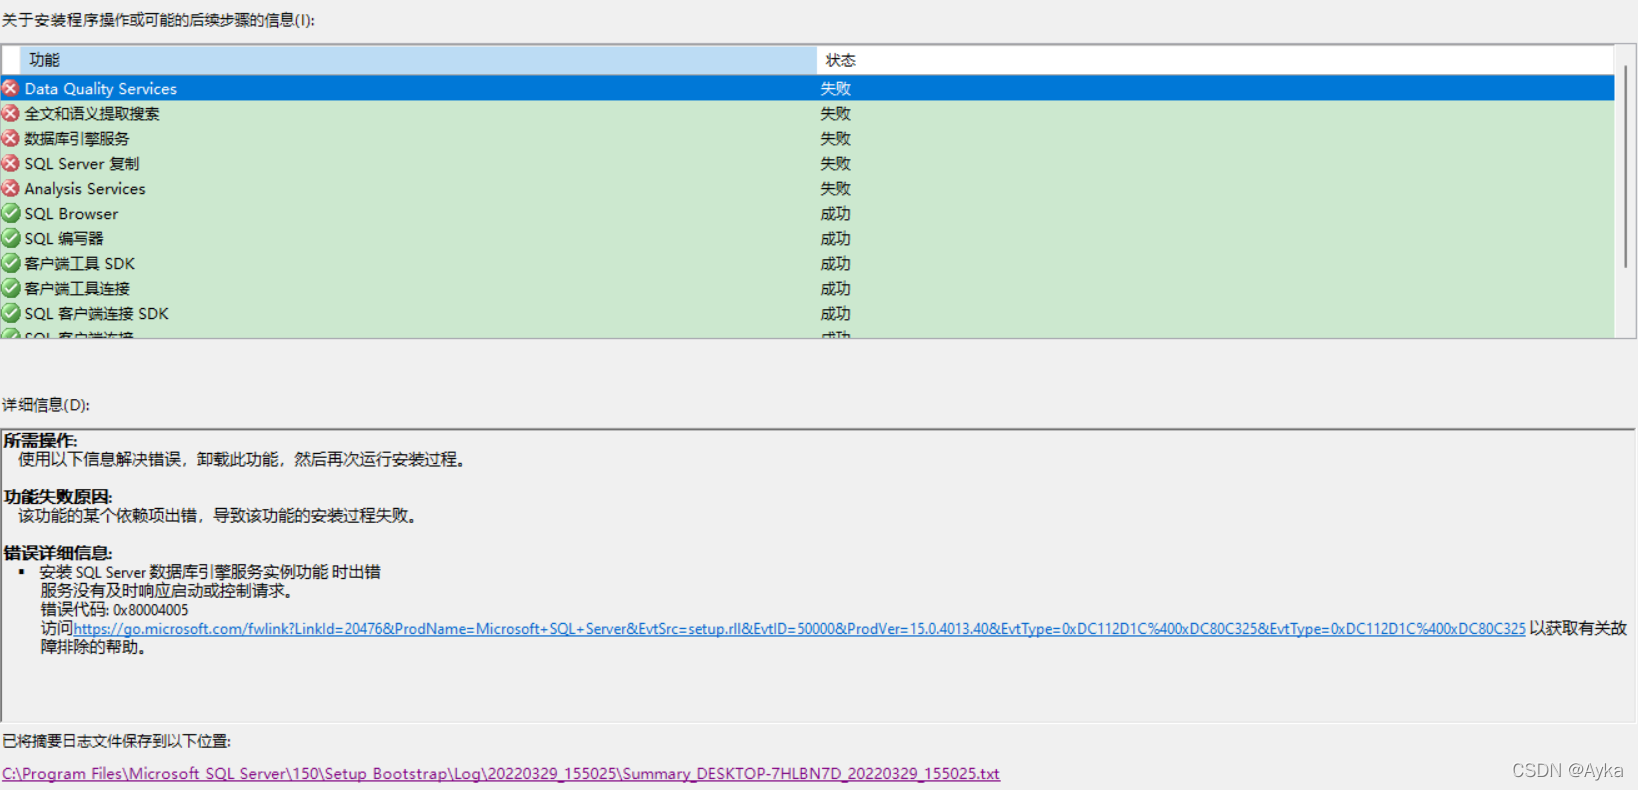 关于安装程序操作或可能的后续步骤的信息(I):
功能 状态
Data Quality Services 失败
全文和语义提取搜索 失败
数据库引擎服务 失败
SQL Server 复制 失败
Analysis Services 失败
SQL Browser 成功
SQL 编写器 成功
客户端工具 SDK 成功
客户端工具连接 成功
SQL 客户端连接 SDK 成功
SQL 客户端连接 成功
详细信息(D):
所需操作:
使用以下信息解决错误，卸载此功能，然后再次运行安装过程。
功能失败原因:
该功能的某个依赖项出错，导致该功能的安装过程失败。
错误详细信息:
▪ 安装 SQL Server 数据库引擎服务实例功能 时出错
服务没有及时响应启动或控制请求。
错误代码: 0x80004005
访问https://go.microsoft.com/fwlink?LinkId=20476&ProdName=Microsoft+SQL+Server&EvtSrc=setup.rll&EvtID=50000&ProdVer=15.0.4013.40&EvtType=0xDC112D1C%400xDC80C325&EvtType=0xDC112D1C%400xDC80C325 以获取有关故
障排除的帮助。
已将摘要日志文件保存到以下位置:
C:\Program Files\Microsoft SQL Server\150\Setup Bootstrap\Log\20220329_155025\Summary_DESKTOP-7HLBN7D_20220329_155025.txt
CSDN @Ayka